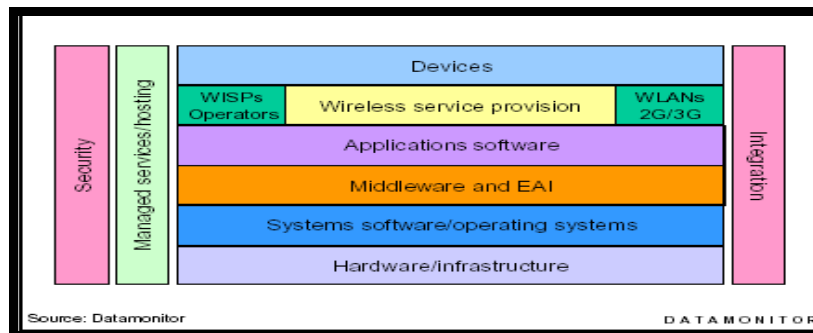 Security
Managed services/hosting
Devices
WISPs
Operators
Wireless service provision
WLANs
2G/3G
Applications software
Middleware and EAI
Systems software/operating systems
Hardware/infrastructure
Integration
Source: Datamonitor
DATAMONITOR